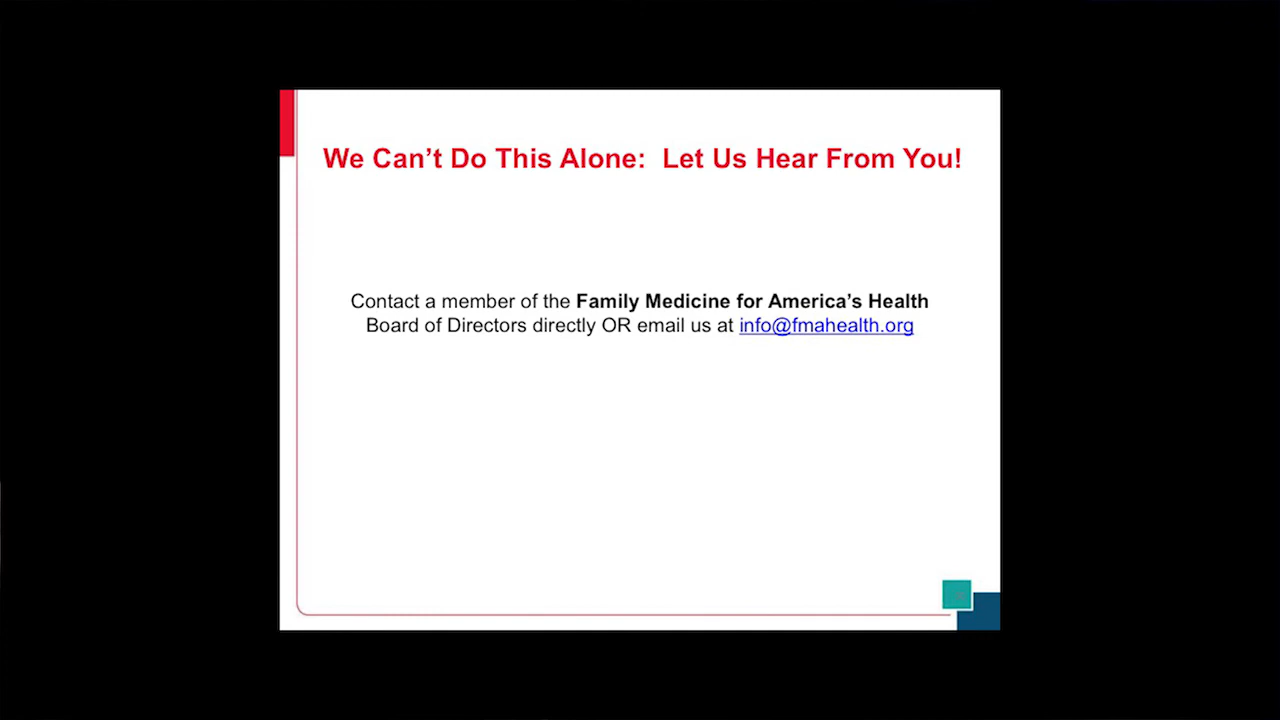 We Can’t Do This Alone:  Let Us Hear From You!
Contact a member of the Family Medicine for America’s Health
Board of Directors directly OR email us at info@fmahealth.org